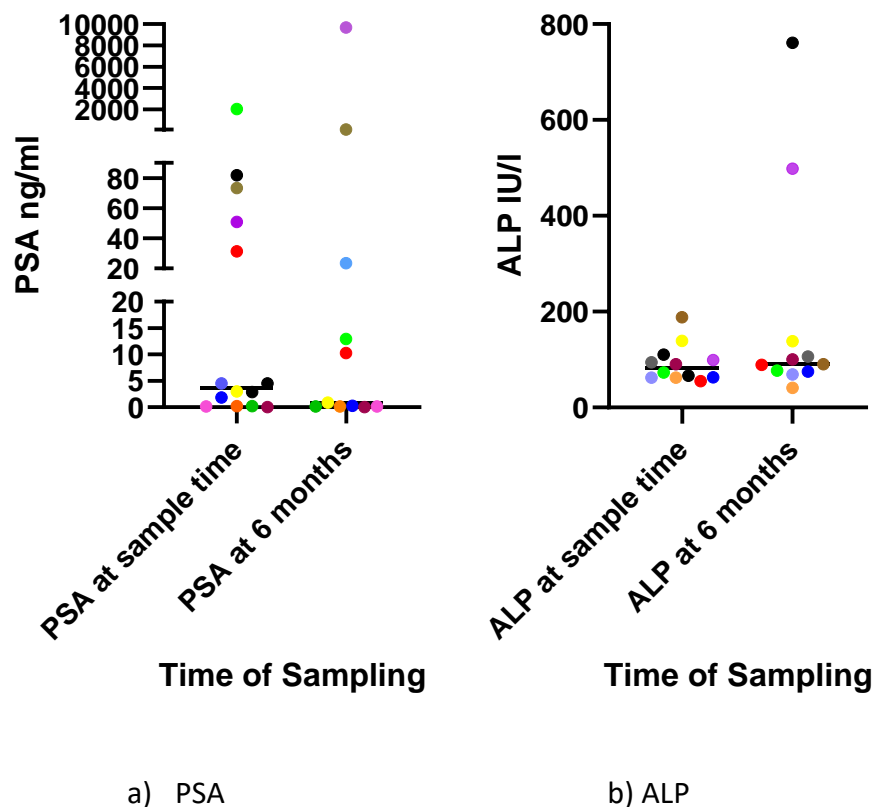 PSA ng/ml
10000
8000
6000
4000
2000
80
60
40
20
20
15
10
5
0
PSA at sample time
PSA at 6 months
Time of Sampling
ALP IU/l
800
600
400
200
0
ALP at sample time
ALP at 6 months
Time of Sampling
a) PSA
b) ALP